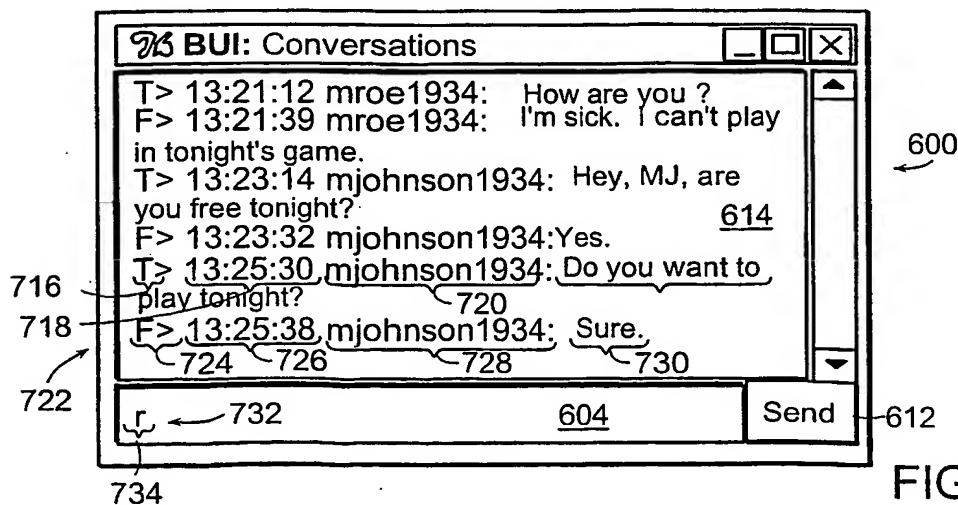 BUI: Conversations
T> 13:21:12 mroe1934: How are you ?
F> 13:21:39 mroe1934: I'm sick. I can't play
in tonight's game.
600
T> 13:23:14 mjohnson1934: Hey, MJ, are
you free tonight?
614
F> 13:23:32 mjohnson1934:Yes.
T> 13:25:30 mjohnson1934: Do you want to
716
play tonight?
718
720
F> 13:25:38 mjohnson1934: Sure.
724 726 728 730
722
r 732 604 Send 612
734
FIG